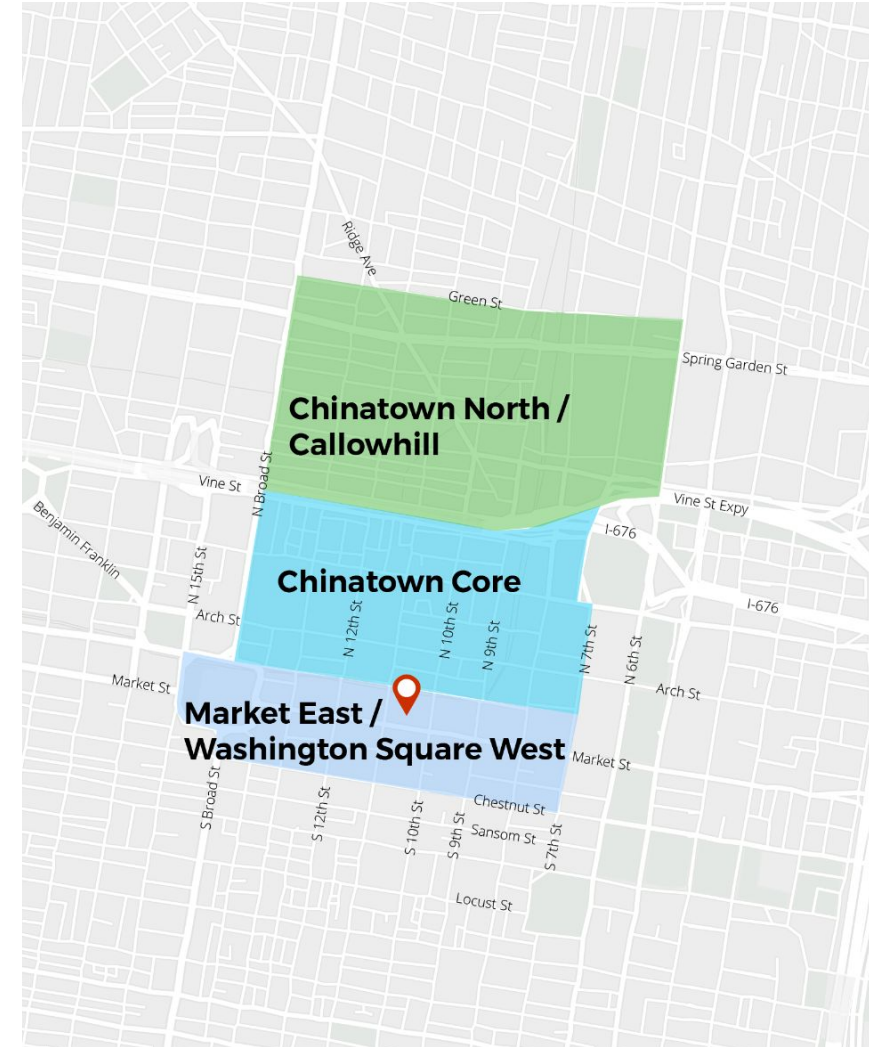 Ridge Ave
Green St
Spring Garden St
Chinatown North /
Callowhill
N Broad St
Vine St
Vine St Expy
Benjamin Franklin
I-676
Chinatown Core
N 15th St
I-676
Arch St
N 12th St
N 10th St
N 9th St
N 7th St
N 6th St
Market St
Arch St
Market East /
Washington Square West
Market St
S Broad St
S 12th St
S 10th St
S 9th St
Chestnut St
Sansom St
S 7th St
Locust St